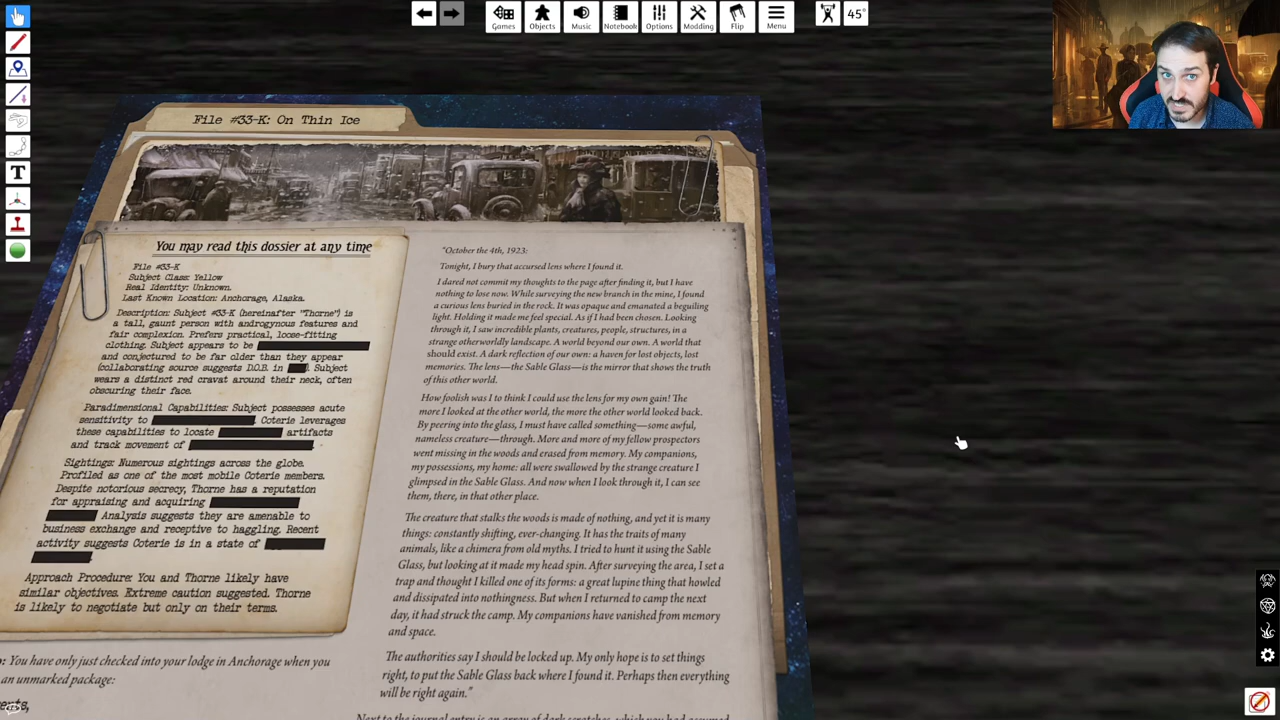 45°
Games
Objects
Music
Notebook
Options
Modding
Flip
Menu
T
File #33-K: On Thin Ice
You may read this dossier at any time
File #33-K
Subject Class: Yellow
Real Identity: Unknown.
Last Known Location: Anchorage, Alaska.
Description: Subject #33-K (hereinafter "Thorne") is
a tall, gaunt person with androgynous features and
fair complexion. Prefers practical, loose-fitting
clothing. Subject appears to be
and conjectured to be far older than they appear
(collaborating source suggests D.O.B. in . Subject
wears a distinct red cravat around their neck, often
obscuring their face.
Paradimensional Capabilities: Subject possesses acute
sensitivity to . Coterie leverages
these capabilities to locate artifacts
and track movement of .
Sightings: Numerous sightings across the globe.
Profiled as one of the most mobile Coterie members.
Despite notorious secrecy, Thorne has a reputation
for appraising and acquiring
Analysis suggests they are amenable to
business exchange and receptive to haggling. Recent
activity suggests Coterie is in a state of
.
Approach Procedure: You and Thorne likely have
similar objectives. Extreme caution suggested. Thorne
is likely to negotiate but only on their terms.
: You have only just checked into your lodge in Anchorage when you
an unmarked package:
"October the 4th, 1923:
Tonight, I bury that accursed lens where I found it.
I dared not commit my thoughts to the page after finding it, but I have
nothing to lose now. While surveying the new branch in the mine, I found
a curious lens buried in the rock. It was opaque and emanated a beguiling
light. Holding it made me feel special. As if I had been chosen. Looking
through it, I saw incredible plants, creatures, people, structures, in a
strange otherworldly landscape. A world beyond our own. A world that
should exist. A dark reflection of our own: a haven for lost objects, lost
memories. The lens—the Sable Glass—is the mirror that shows the truth
of this other world.
How foolish was I to think I could use the lens for my own gain! The
more I looked at the other world, the more the other world looked back.
By peering into the glass, I must have called something—some awful,
nameless creature—through. More and more of my fellow prospectors
went missing in the woods and erased from memory. My companions,
my possessions, my home: all were swallowed by the strange creature I
glimpsed in the Sable Glass. And now when I look through it, I can see
them, there, in that other place.
The creature that stalks the woods is made of nothing, and yet it is many
things: constantly shifting, ever-changing. It has the traits of many
animals, like a chimera from old myths. I tried to hunt it using the Sable
Glass, but looking at it made my head spin. After surveying the area, I set a
trap and thought I killed one of its forms: a great lupine thing that howled
and dissipated into nothingness. But when I returned to camp the next
day, it had struck the camp. My companions have vanished from memory
and space.
The authorities say I should be locked up. My only hope is to set things
right, to put the Sable Glass back where I found it. Perhaps then everything
will be right again."
Next to the journal entry is an array of dark scratches, which you had assumed